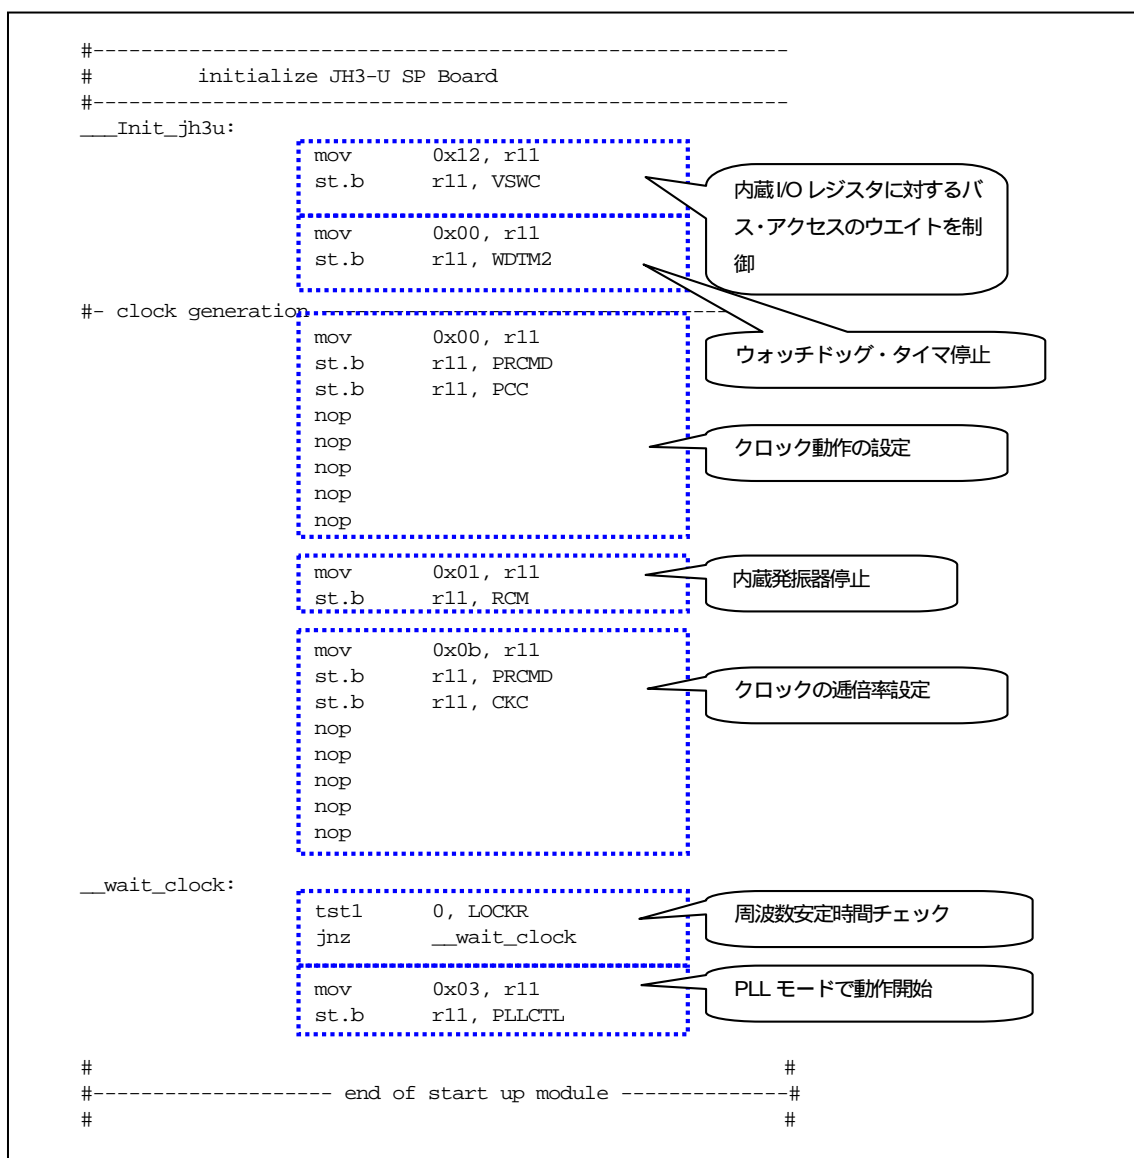 #----------------------------------------------------------
#         initialize JH3-U SP Board
#----------------------------------------------------------
___Init_jh3u:
mov 0x12, r11
st.b r11, VSWC
内蔵I/Oレジスタに対するバ
ス・アクセスのウエイトを制
御
mov 0x00, r11
st.b r11, WDTM2
ウォッチドッグ・タイマ停止
#- clock generation ----------------------------------
mov 0x00, r11
st.b r11, PRCMD
st.b r11, PCC
nop
nop
nop
nop
nop
クロック動作の設定
mov 0x01, r11
st.b r11, RCM
内蔵発振器停止
mov 0x0b, r11
st.b r11, PRCMD
st.b r11, CKC
nop
nop
nop
nop
nop
クロックの逓倍率設定
__wait_clock:
tst1 0, LOCKR
jnz __wait_clock
周波数安定時間チェック
mov 0x03, r11
st.b r11, PLLCTL
PLL モードで動作開始
# #
#-------------------- end of start up module --------------#
# #